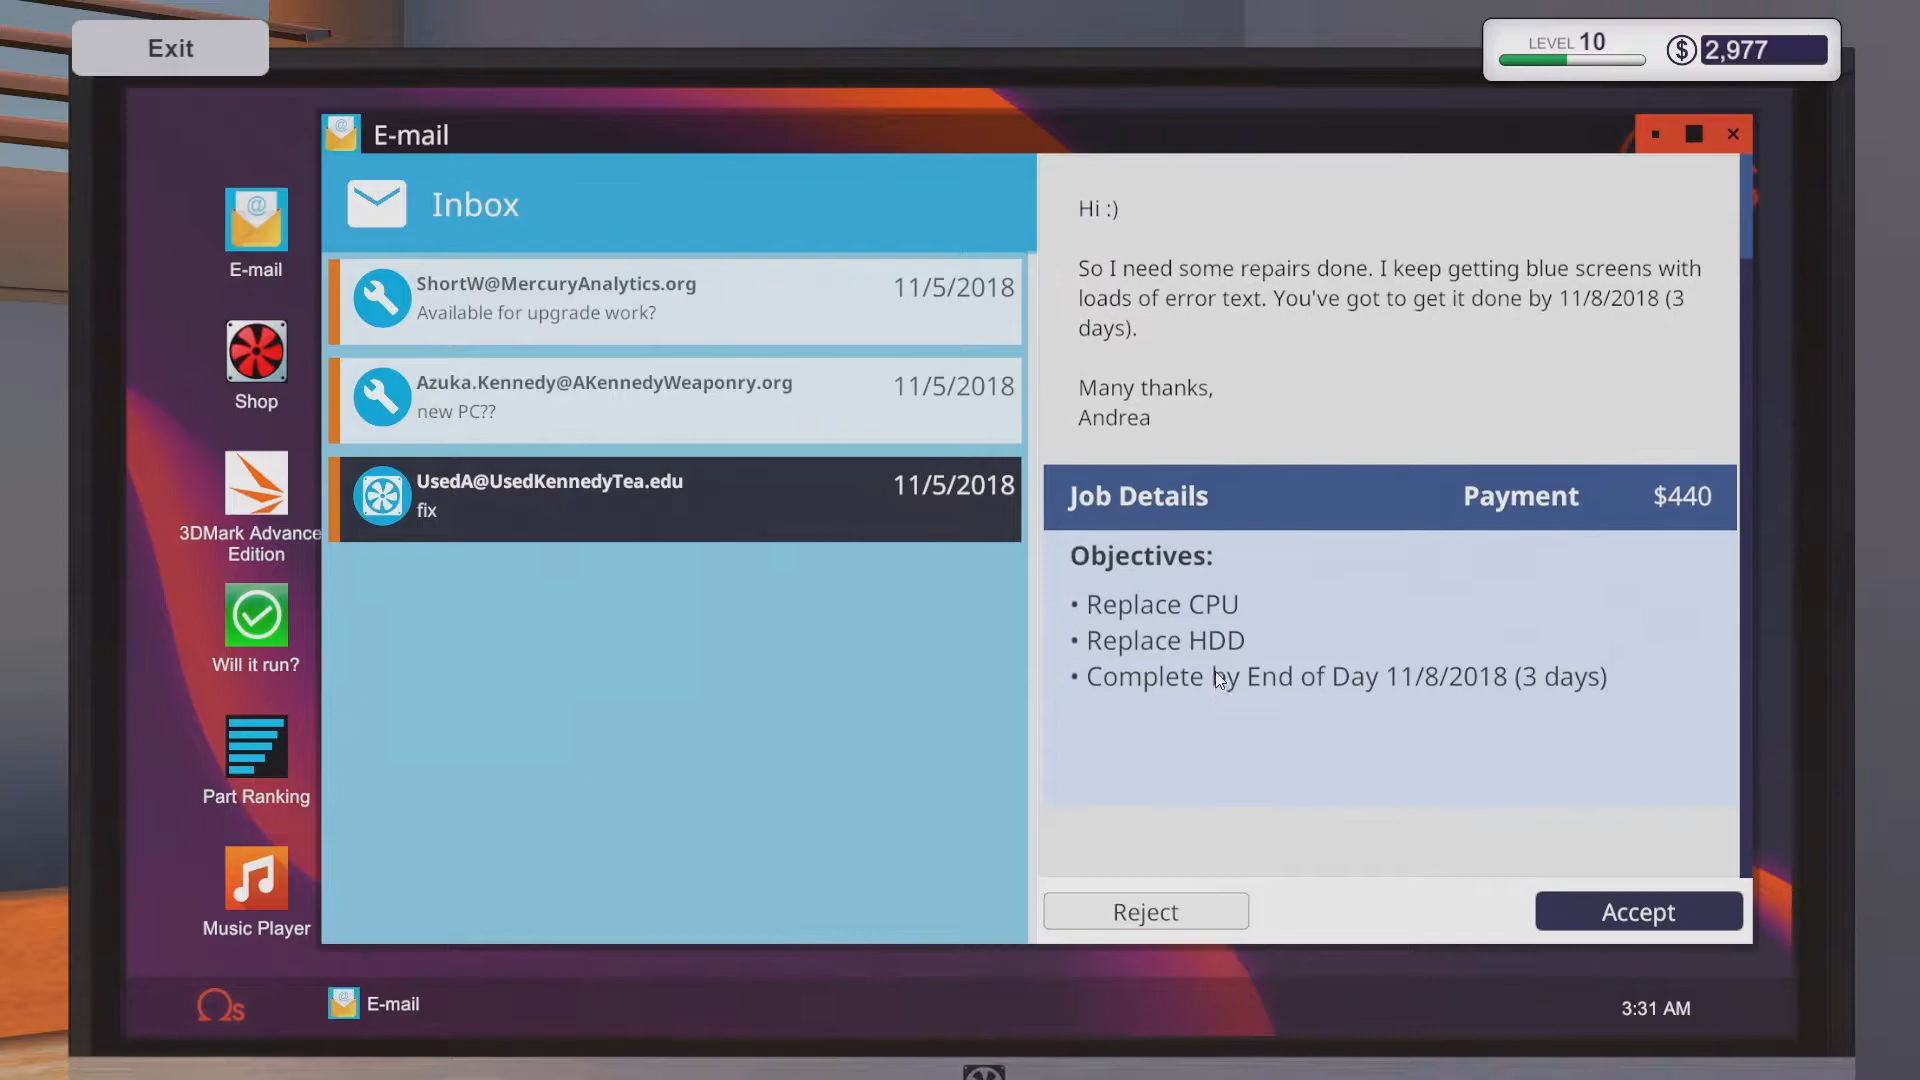 Exit
LEVEL 10
$ 2,977
E-mail
Inbox
ShortW@MercuryAnalytics.org
11/5/2018
Available for upgrade work?
Azuka.Kennedy@AKennedyWeaponry.org
11/5/2018
new PC??
UsedA@UsedKennedyTea.edu
11/5/2018
fix
Hi :)
So I need some repairs done. I keep getting blue screens with
loads of error text. You've got to get it done by 11/8/2018 (3
days).
Many thanks,
Andrea
Job Details
Payment
$440
Objectives:
• Replace CPU
• Replace HDD
• Complete by End of Day 11/8/2018 (3 days)
Reject
Accept
E-mail
Shop
3DMark Advance
Edition
Will it run?
Part Ranking
Music Player
Ωs
E-mail
3:31 AM